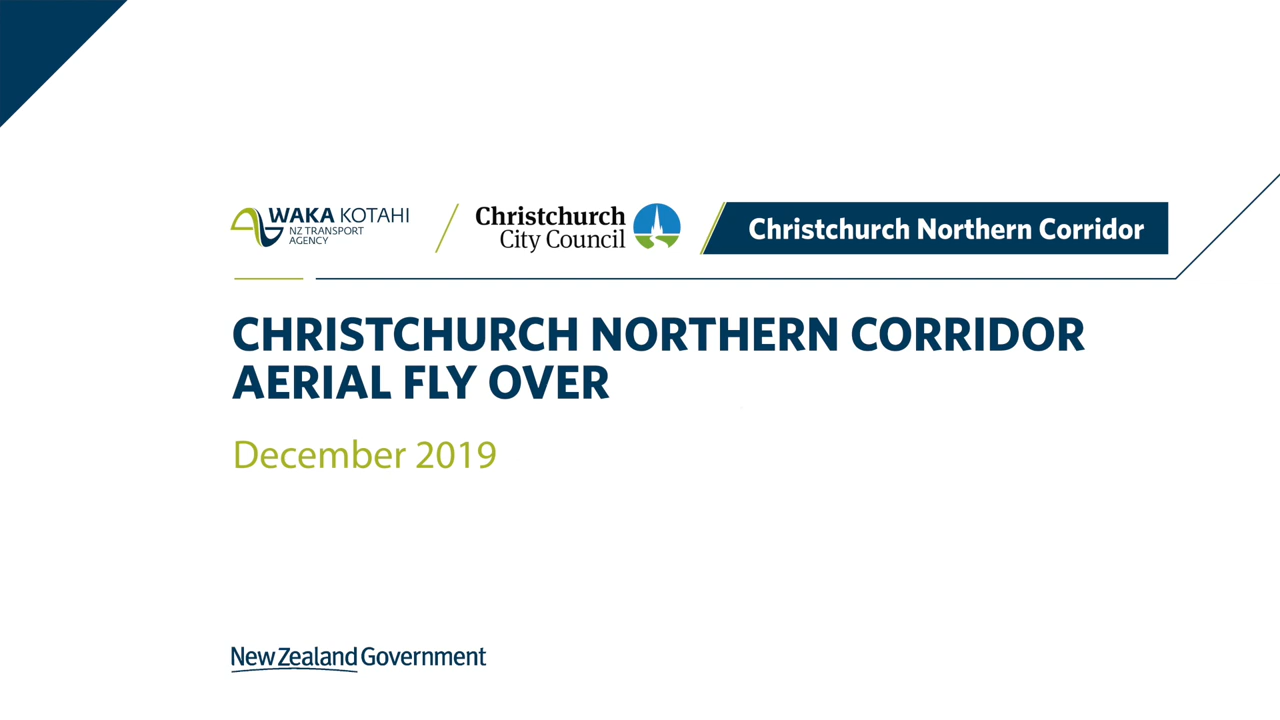 WAKA KOTAHI
NZ TRANSPORT
AGENCY
Christchurch
City Council
Christchurch Northern Corridor
CHRISTCHURCH NORTHERN CORRIDOR
AERIAL FLY OVER
December 2019
New Zealand Government